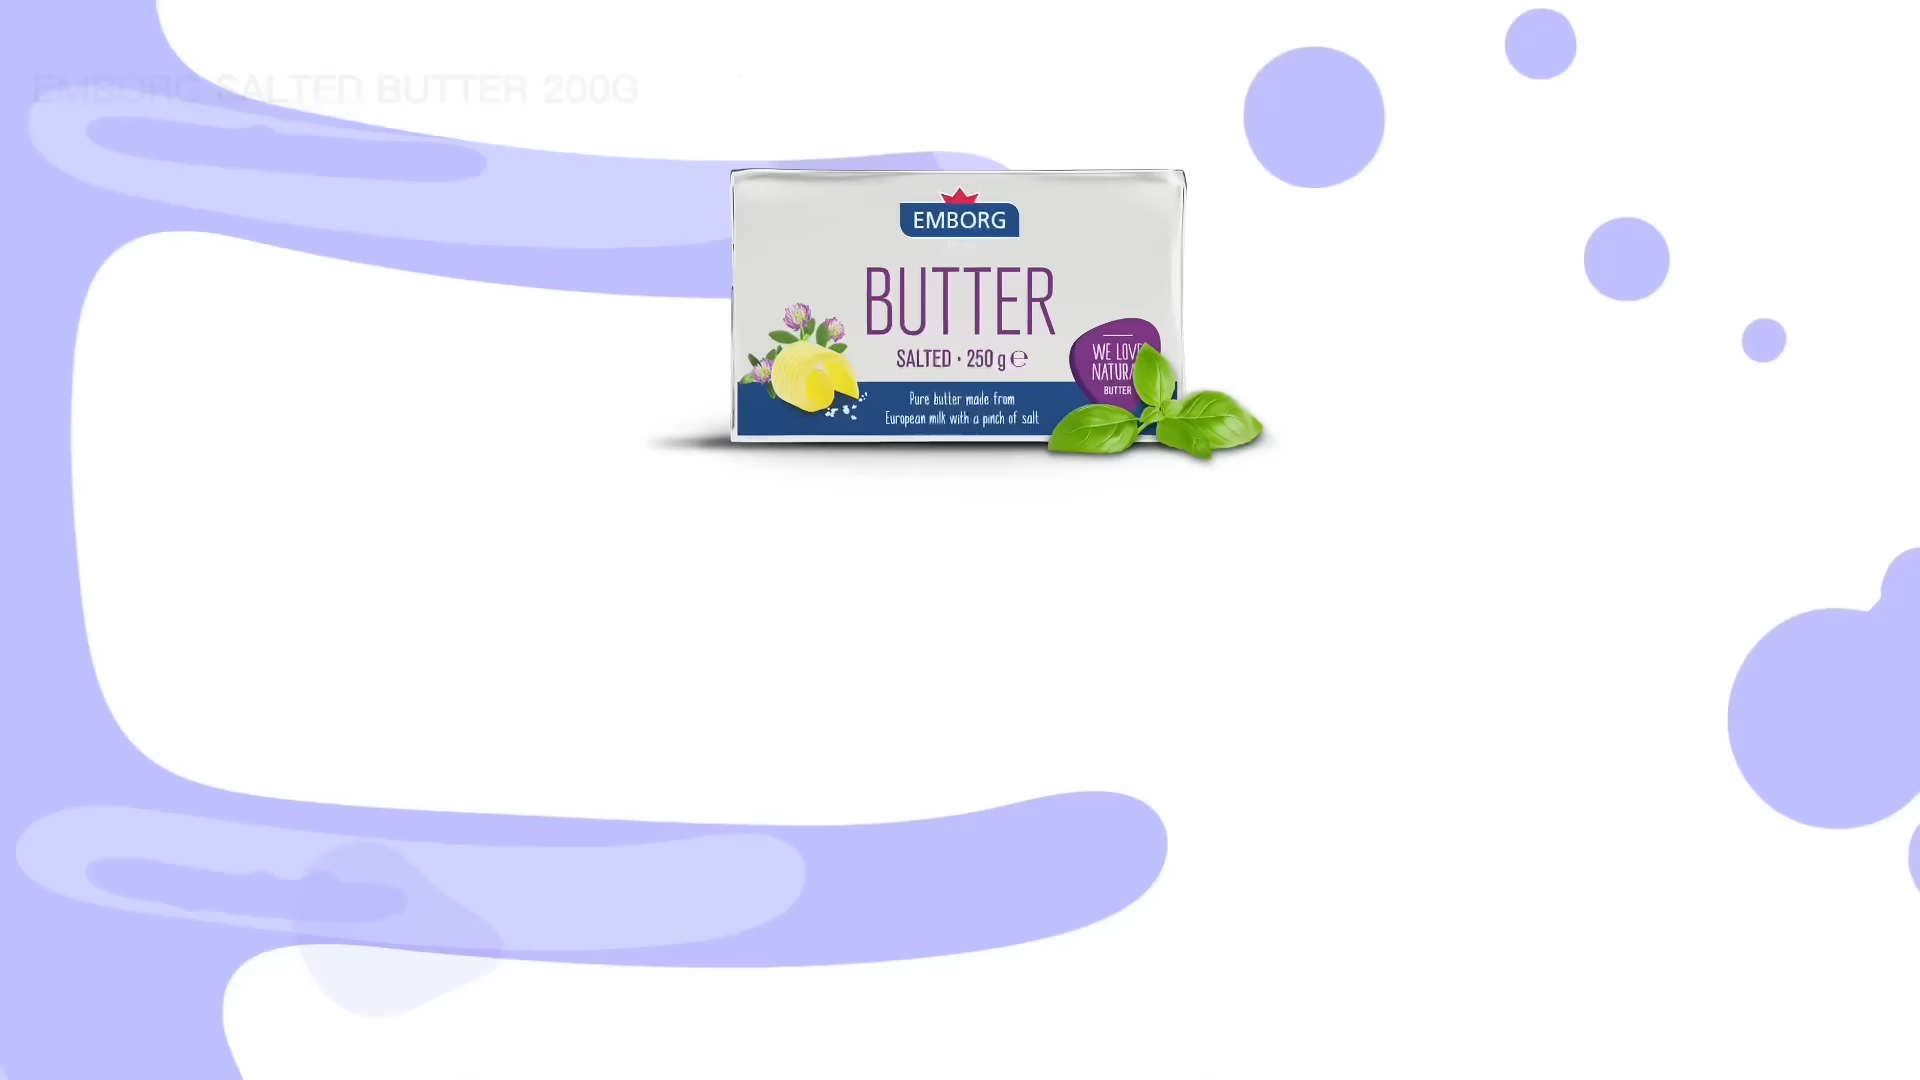 EMBORG SALTED BUTTER 200G
EMBORG
BUTTER
SALTED · 250 g ℮
WE LOVE
NATURAL
BUTTER
Pure butter made from
European milk with a pinch of salt